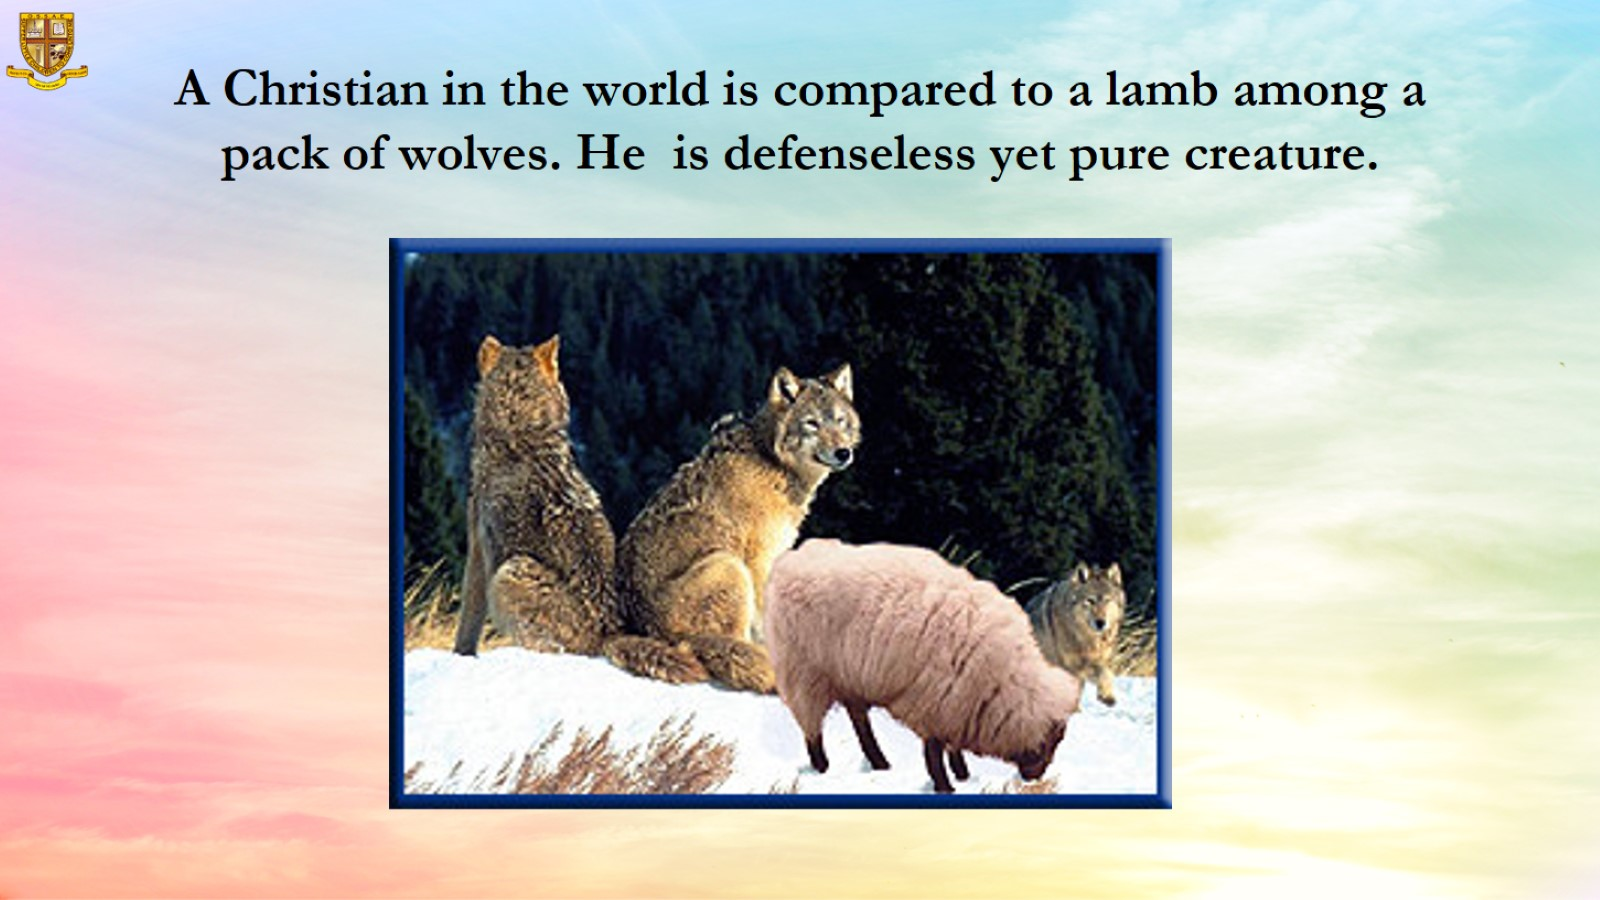 A Christian in the world is compared to a lamb among a
pack of wolves. He  is defenseless yet pure creature.